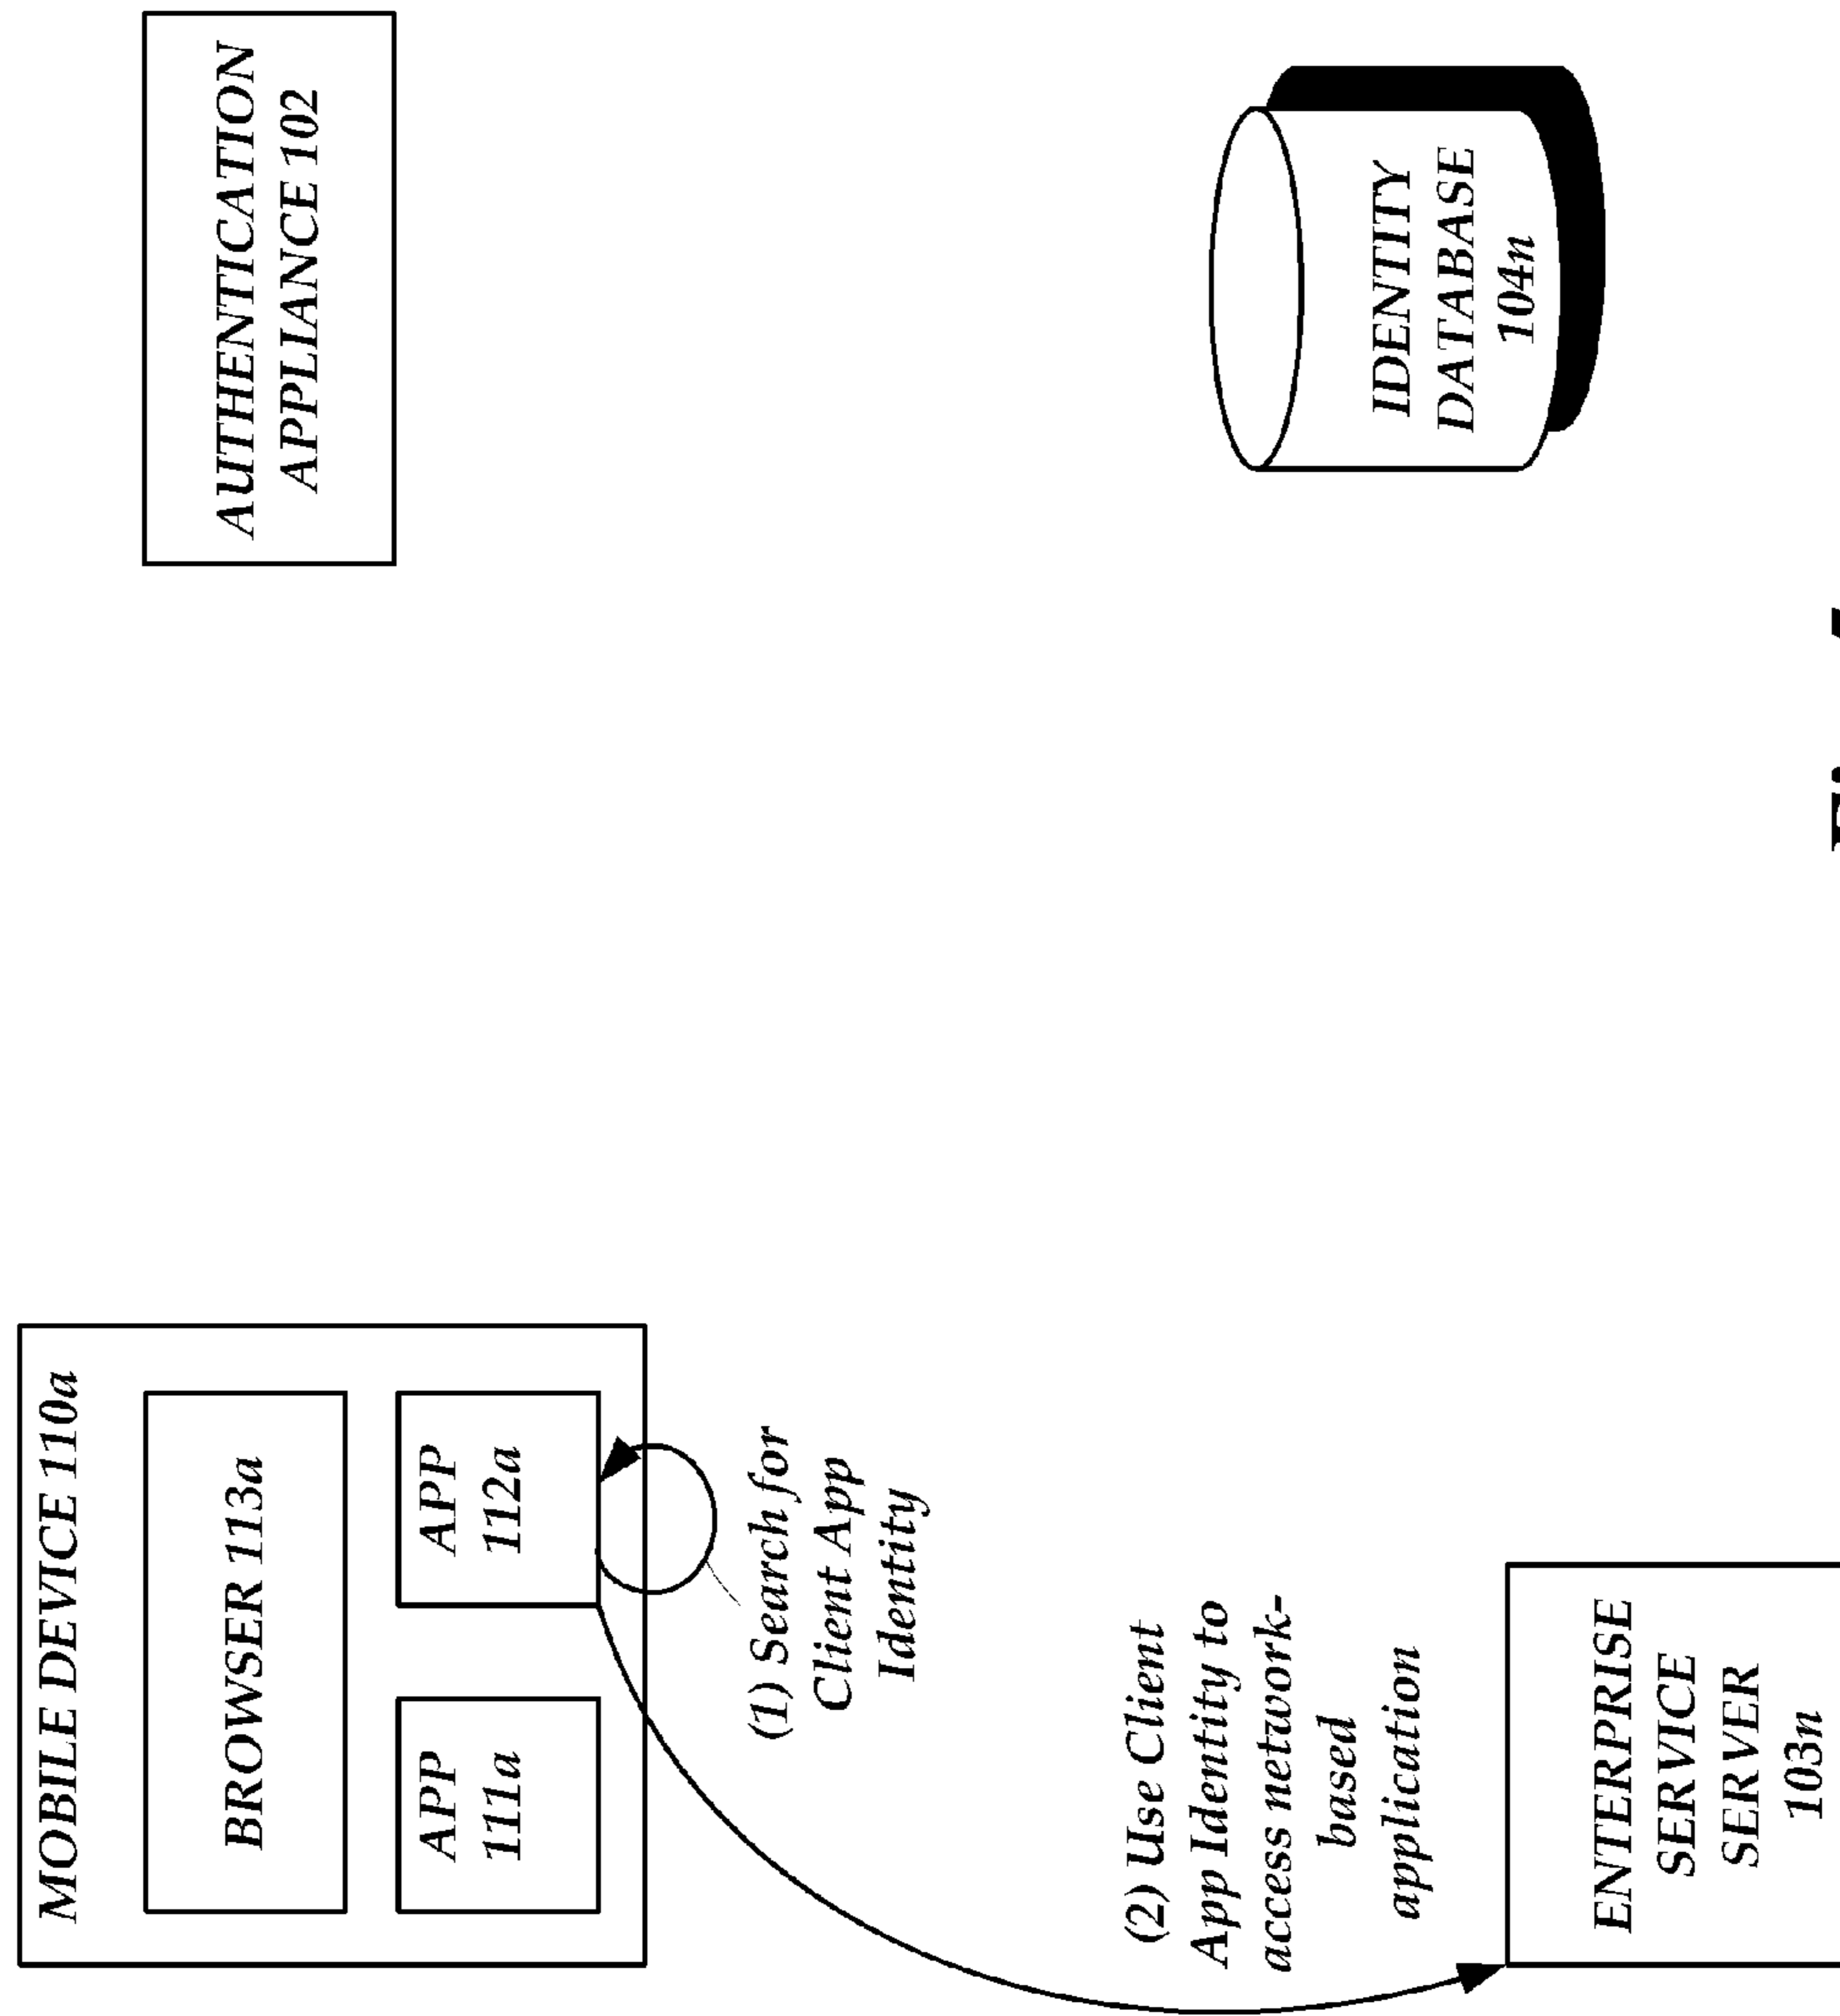 MOBILE DEVICE 110a
BROWSER 113a
APP
111a
APP
112a
(1) Search for
Client App
Identity
(2) Use Client
App Identity to
access network-
based
application
ENTERPRISE
SERVICE
SERVER
103n
AUTHENTICATION
APPLIANCE 102
IDENTITY
DATABASE
104n